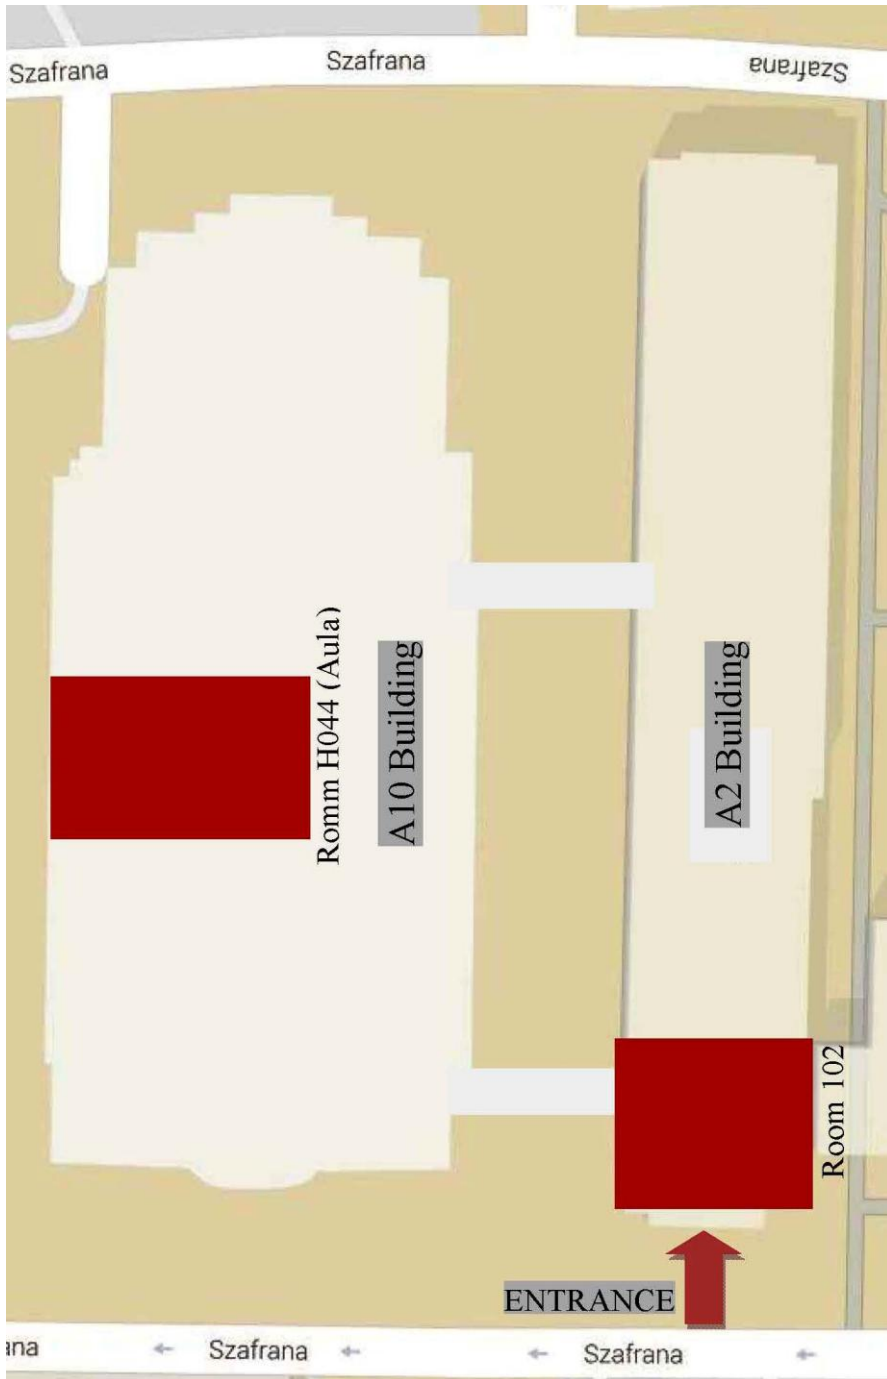 Szafrana
Szafrana
Szafrana
Romm H044 (Aula)
A10 Building
A2 Building
Room 102
ENTRANCE
ana
Szafrana
Szafrana